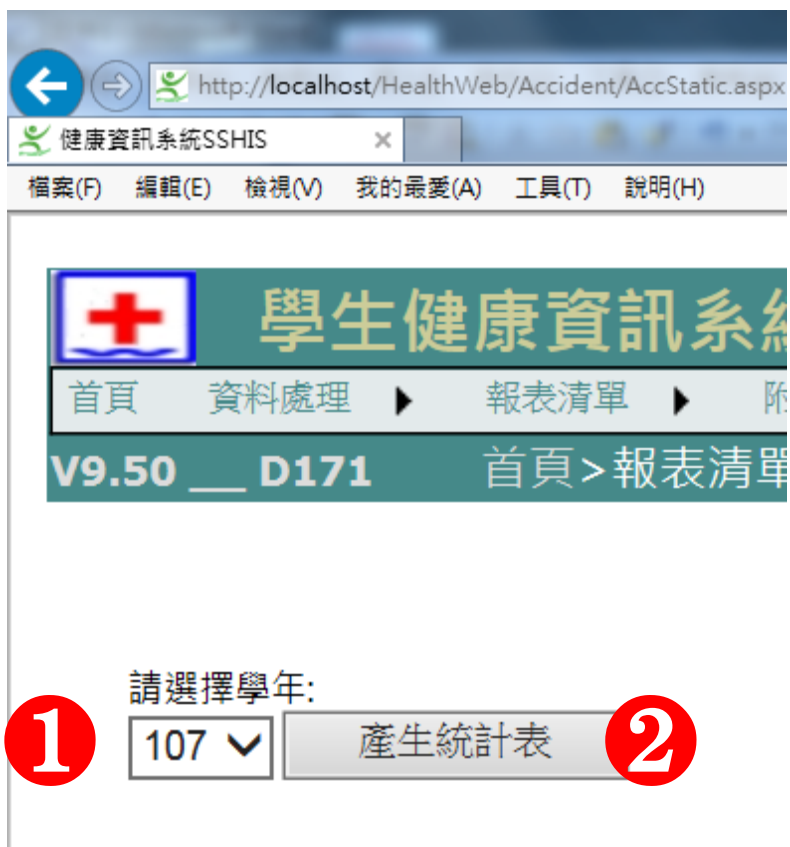 http://localhost/HealthWeb/Accident/AccStatic.aspx
健康資訊系統SSHIS
檔案(F) 編輯(E) 檢視(V) 我的最愛(A) 工具(T) 說明(H)
學生健康資訊系
首頁 資料處理 報表清單
V9.50 __ D171 首頁>報表清單
請選擇學年:
1 107 產生統計表 2